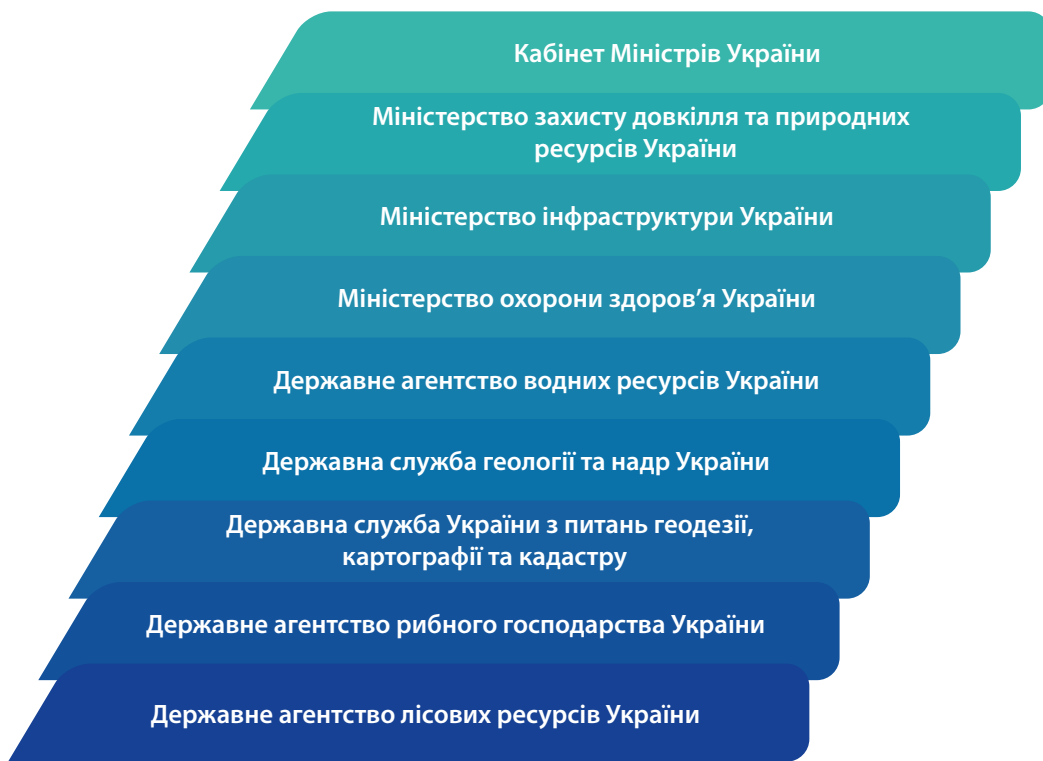 Кабінет Міністрів України
Міністерство захисту довкілля та природних
ресурсів України
Міністерство інфраструктури України
Міністерство охорони здоров’я України
Державне агентство водних ресурсів України
Державна служба геології та надр України
Державна служба України з питань геодезії,
картографії та кадастру
Державне агентство рибного господарства України
Державне агентство лісових ресурсів України